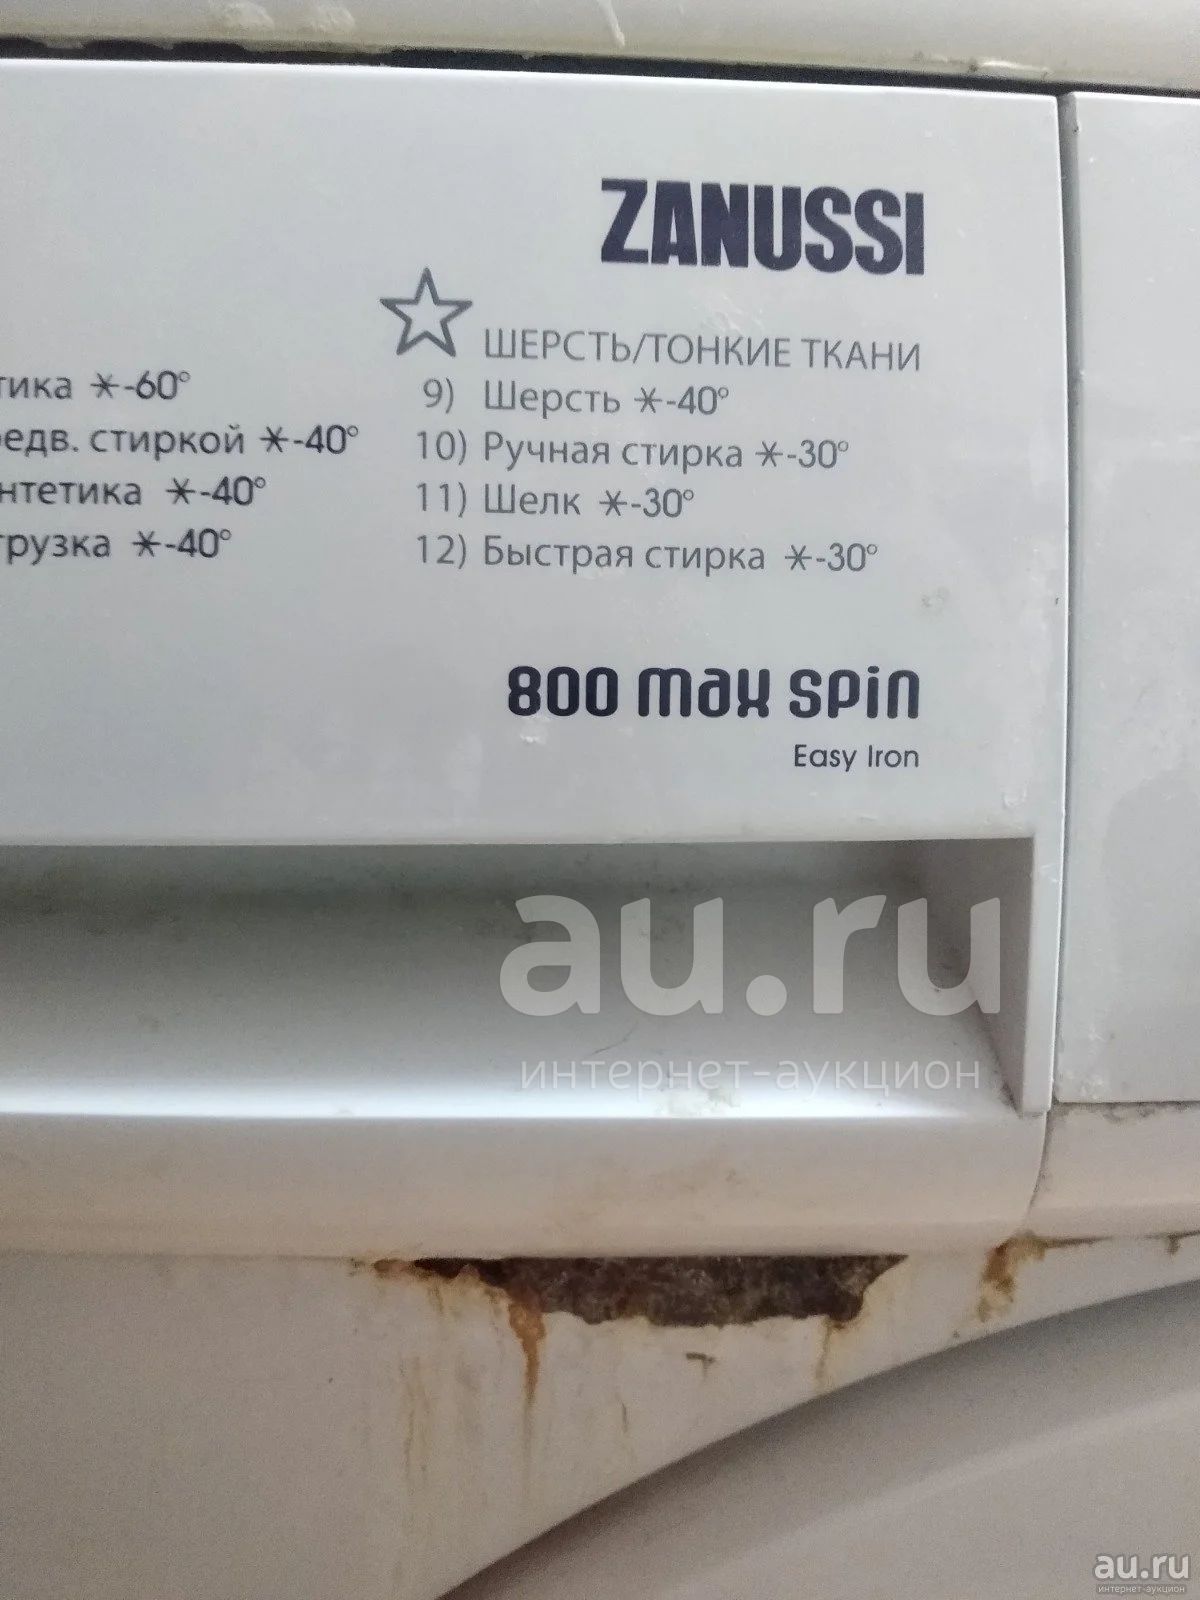 ZANUSSI
ШЕРСТЬ/ТОНКИЕ ТКАНИ
9) Шерсть ⚹-40°
10) Ручная стирка ⚹-30°
11) Шелк ⚹-30°
12) Быстрая стирка ⚹-30°
тика ⚹-60°
едв. стиркой ⚹-40°
нтетика ⚹-40°
грузка ⚹-40°
800 max spin
Easy Iron
au.ru
интернет-аукцион
au.ru
интернет-аукцион